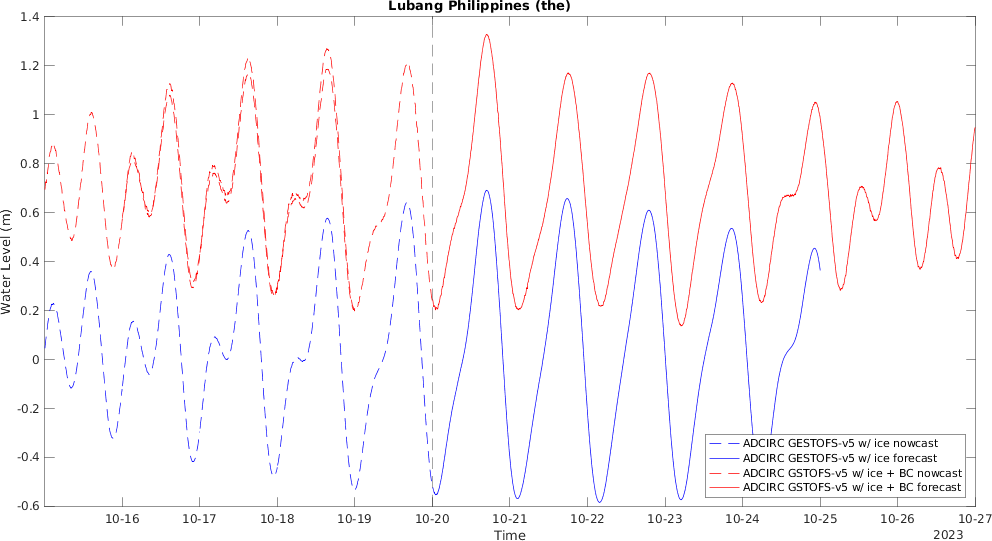 Lubang Philippines (the)
1.4
1.2
1
0.8
0.6
0.4
0.2
0
-0.2
-0.4
-0.6
Water Level (m)
ADCIRC GESTOFS-v5 w/ ice nowcast
ADCIRC GESTOFS-v5 w/ ice forecast
ADCIRC GSTOFS-v5 w/ ice + BC nowcast
ADCIRC GSTOFS-v5 w/ ice + BC forecast
10-16 10-17 10-18 10-19 10-20 10-21 10-22 10-23 10-24 10-25 10-26 10-27
Time
2023